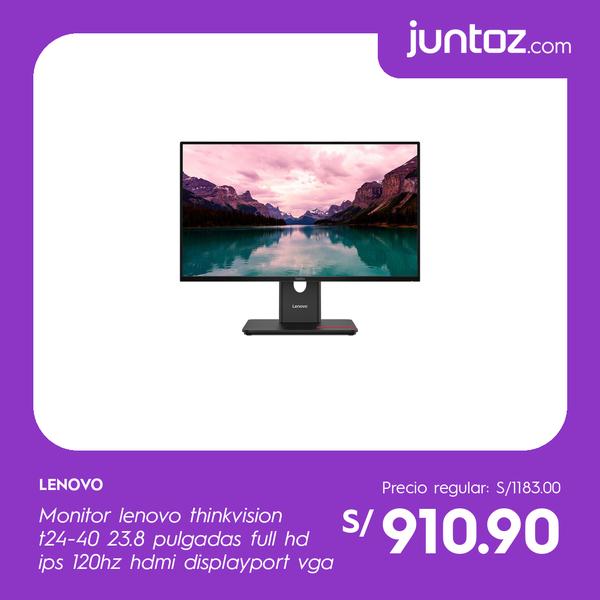 juntoz.com
Lenovo
LENOVO
Monitor lenovo thinkvision
t24-40 23.8 pulgadas full hd
ips 120hz hdmi displayport vga
Precio regular: S/1183.00
S/ 910.90